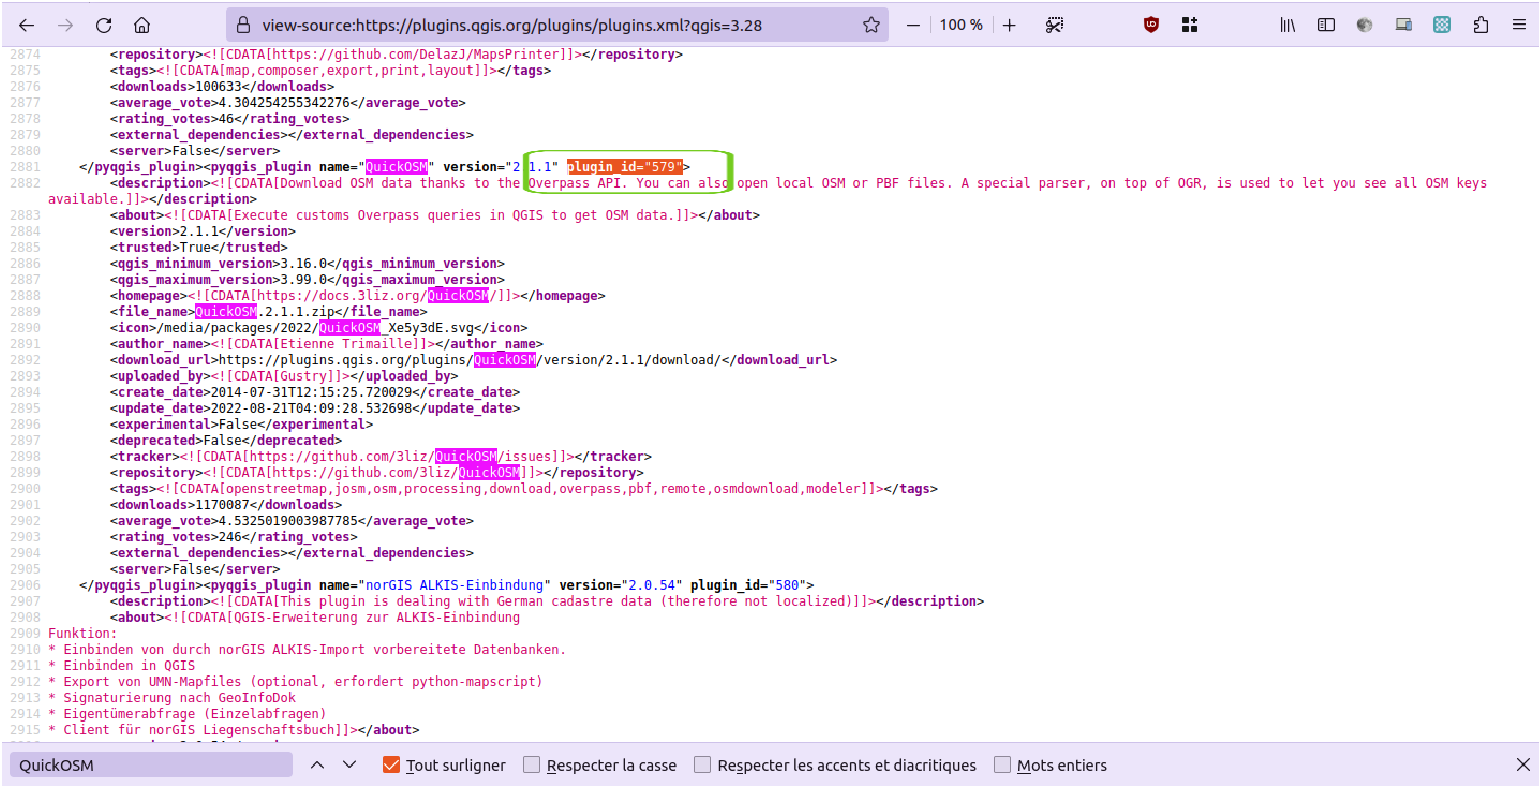 view-source:https://plugins.qgis.org/plugins/plugins.xml?qgis=3.28
100 %
2874 <repository><![CDATA[https://github.com/DelazJ/MapsPrinter]]></repository>
2875 <tags><![CDATA[map,composer,export,print,layout]]></tags>
2876 <downloads>100633</downloads>
2877 <average_vote>4.304254255342276</average_vote>
2878 <rating_votes>46</rating_votes>
2879 <external_dependencies></external_dependencies>
2880 <server>False</server>
2881 </pyqgis_plugin><pyqgis_plugin name="QuickOSM" version="2.1.1" plugin_id="579">
2882 <description><![CDATA[Download OSM data thanks to the Overpass API. You can also open local OSM or PBF files. A special parser, on top of OGR, is used to let you see all OSM keys
available.]]></description>
2883 <about><![CDATA[Execute customs Overpass queries in QGIS to get OSM data.]]></about>
2884 <version>2.1.1</version>
2885 <trusted>True</trusted>
2886 <qgis_minimum_version>3.16.0</qgis_minimum_version>
2887 <qgis_maximum_version>3.99.0</qgis_maximum_version>
2888 <homepage><![CDATA[https://docs.3liz.org/QuickOSM/]]></homepage>
2889 <file_name>QuickOSM.2.1.1.zip</file_name>
2890 <icon>/media/packages/2022/QuickOSM_Xe5y3dE.svg</icon>
2891 <author_name><![CDATA[Etienne Trimaille]]></author_name>
2892 <download_url>https://plugins.qgis.org/plugins/QuickOSM/version/2.1.1/download/</download_url>
2893 <uploaded_by><![CDATA[Gustry]]></uploaded_by>
2894 <create_date>2014-07-31T12:15:25.720029</create_date>
2895 <update_date>2022-08-21T04:09:28.532698</update_date>
2896 <experimental>False</experimental>
2897 <deprecated>False</deprecated>
2898 <tracker><![CDATA[https://github.com/3liz/QuickOSM/issues]]></tracker>
2899 <repository><![CDATA[https://github.com/3liz/QuickOSM]]></repository>
2900 <tags><![CDATA[openstreetmap,josm,osm,processing,download,overpass,pbf,remote,osmdownload,modeler]]></tags>
2901 <downloads>1170087</downloads>
2902 <average_vote>4.5325019003987785</average_vote>
2903 <rating_votes>246</rating_votes>
2904 <external_dependencies></external_dependencies>
2905 <server>False</server>
2906 </pyqgis_plugin><pyqgis_plugin name="norGIS ALKIS-Einbindung" version="2.0.54" plugin_id="580">
2907 <description><![CDATA[This plugin is dealing with German cadastre data (therefore not localized)]]></description>
2908 <about><![CDATA[QGIS-Erweiterung zur ALKIS-Einbindung
2909 Funktion:
2910 * Einbinden von durch norGIS ALKIS-Import vorbereitete Datenbanken.
2911 * Einbinden in QGIS
2912 * Export von UMN-Mapfiles (optional, erfordert python-mapscript)
2913 * Signaturierung nach GeoInfoDok
2914 * Eigentümerabfrage (Einzelabfragen)
2915 * Client für norGIS Liegenschaftsbuch]]></about>
QuickOSM
Tout surligner
Respecter la casse
Respecter les accents et diacritiques
Mots entiers